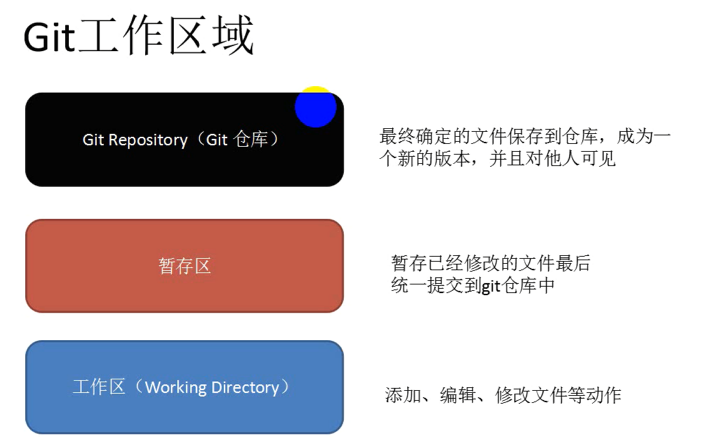 Git工作区域
Git Repository（Git 仓库）
最终确定的文件保存到仓库，成为一
个新的版本，并且对他人可见
暂存区
暂存已经修改的文件最后
统一提交到git仓库中
工作区（Working Directory）
添加、编辑、修改文件等动作